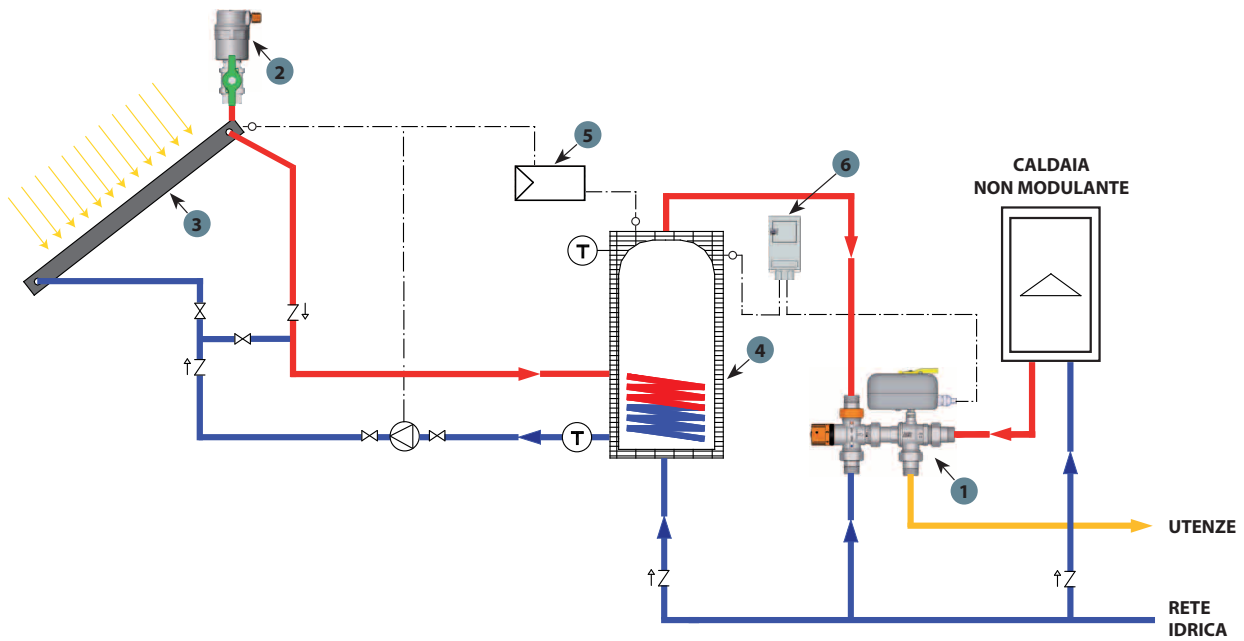 2
5
6
CALDAIA
NON MODULANTE
3
T
4
T
1
UTENZE
RETE
IDRICA